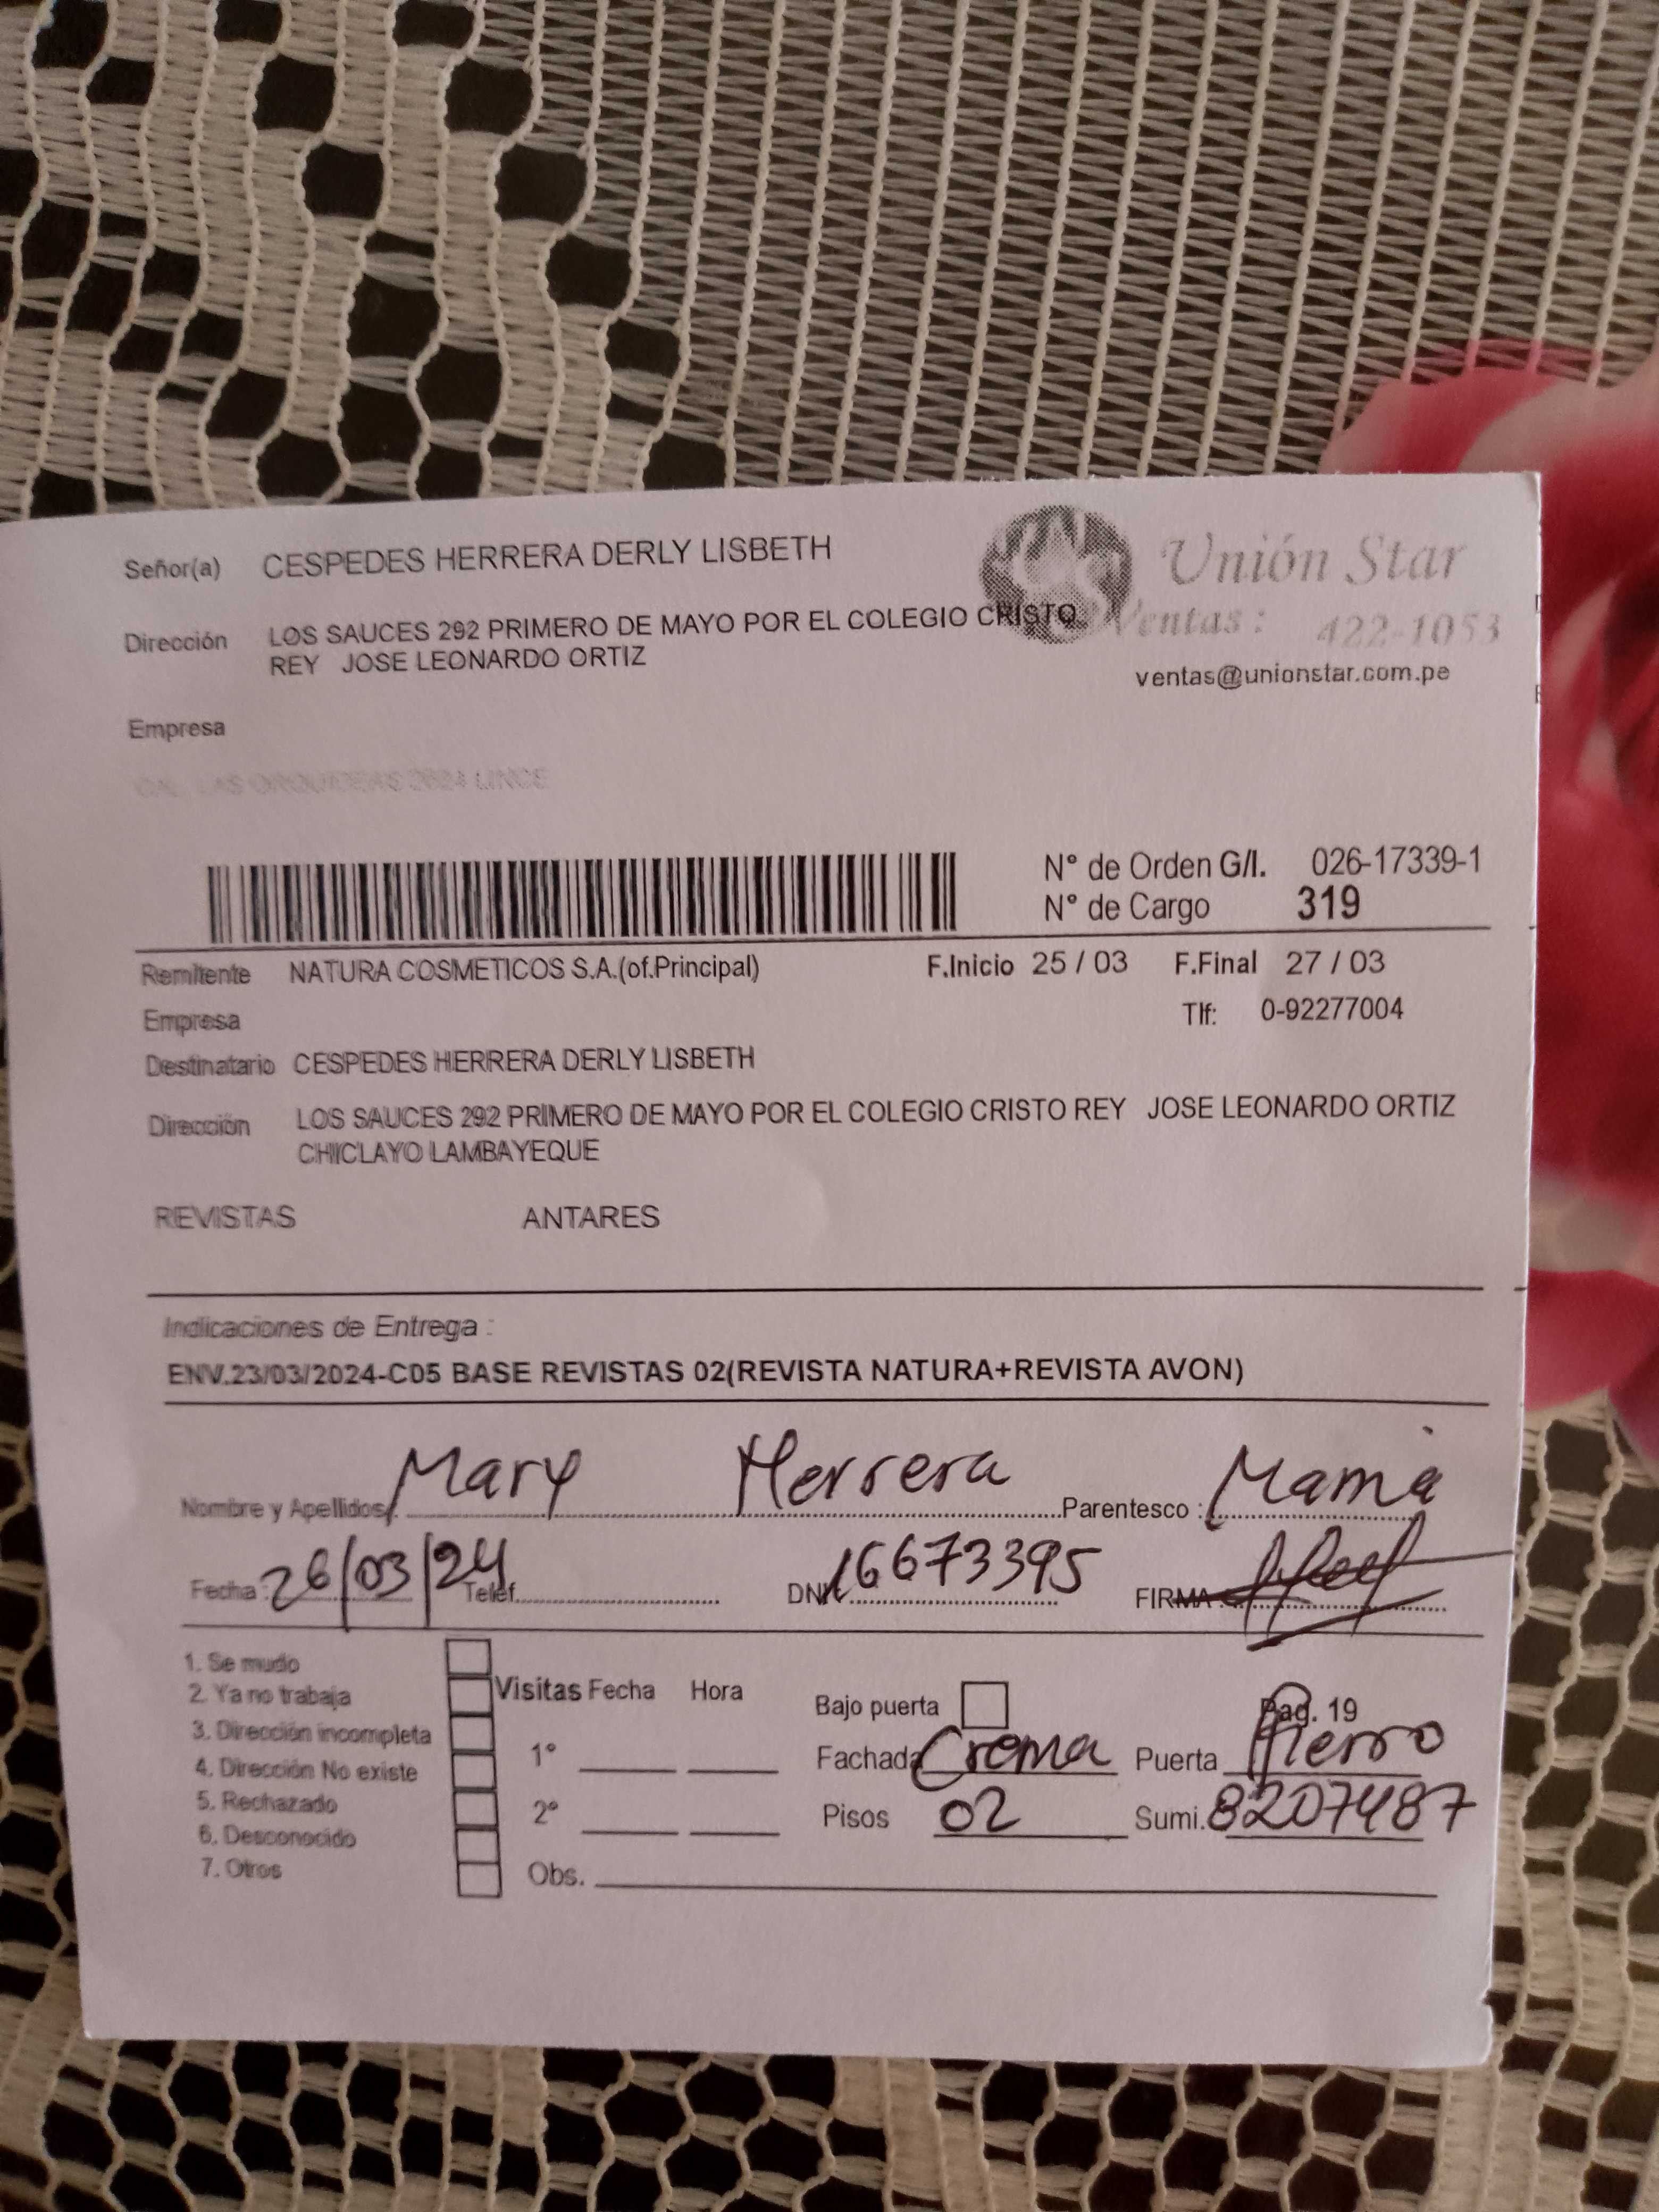 Señor(a) CESPEDES HERRERA DERLY LISBETH
Unión Star
Dirección LOS SAUCES 292 PRIMERO DE MAYO POR EL COLEGIO CRISTO
REY JOSE LEONARDO ORTIZ
Ventas: 422-1053
ventas@unionstar.com.pe
Empresa
CAL. LAS ORQUIDEAS 2624 LINCE
N° de Orden G/I. 026-17339-1
N° de Cargo 319
Remitente NATURA COSMETICOS S.A.(of.Principal) F.Inicio 25 / 03 F.Final 27 / 03
Empresa Tlf: 0-92277004
Destinatario CESPEDES HERRERA DERLY LISBETH
Dirección LOS SAUCES 292 PRIMERO DE MAYO POR EL COLEGIO CRISTO REY JOSE LEONARDO ORTIZ
CHICLAYO LAMBAYEQUE
REVISTAS ANTARES
Indicaciones de Entrega :
ENV.23/03/2024-C05 BASE REVISTAS 02(REVISTA NATURA+REVISTA AVON)
Nombre y Apellidos: Mary Herrera Parentesco : Mamá
Fecha : 26/03/24 Telef. DNI 16673395 FIRMA :
1. Se mudo
2. Ya no trabaja
3. Dirección incompleta
4. Dirección No existe
5. Rechazado
6. Desconocido
7. Otros
Visitas Fecha Hora
1°
2°
Obs.
Bajo puerta Pag. 19
Fachada Crema Puerta Fierro
Pisos 02 Sumi. 8207487